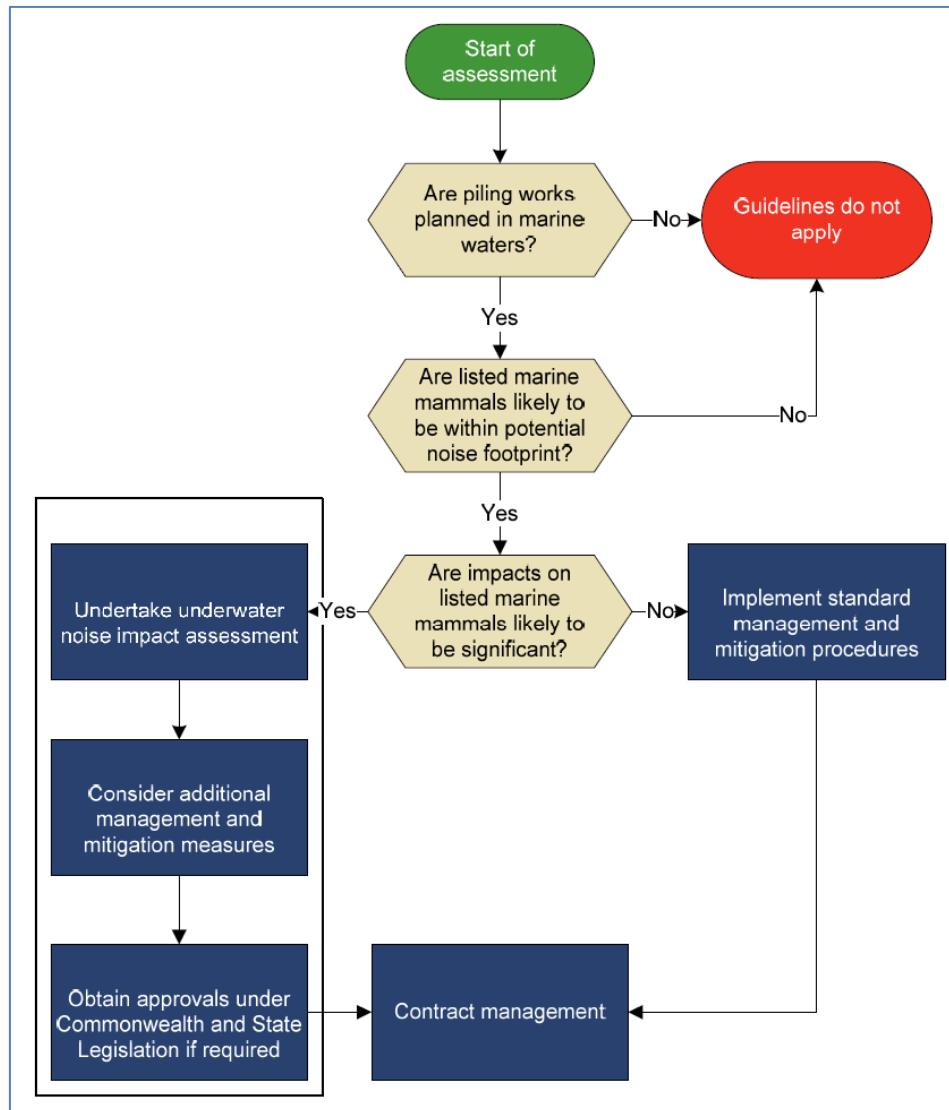 Start of
assessment
Are piling works
planned in marine
waters?
No
Guidelines do not
apply
Yes
Are listed marine
mammals likely to
be within potential
noise footprint?
No
Yes
Undertake underwater
noise impact assessment
Yes
Are impacts on
listed marine
mammals likely to
be significant?
No
Implement standard
management and
mitigation procedures
Consider additional
management and
mitigation measures
Obtain approvals under
Commonwealth and State
Legislation if required
Contract management